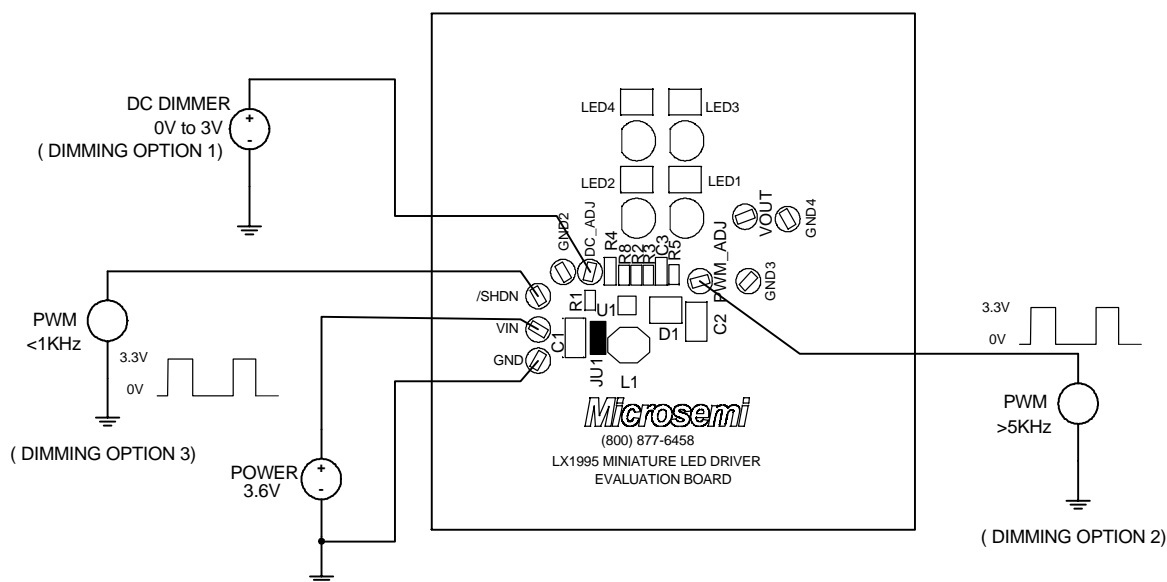 DC DIMMER
0V to 3V
( DIMMING OPTION 1)
LED4
LED3
LED2
LED1
VOUT
GND4
GND2
DC_ADJ
R4
R8
R2
R3
C3
R5
PWM_ADJ
GND3
/SHDN
R1
U1
PWM
<1KHz
VIN
C1
D1
C2
3.3V
0V
GND
JU1
L1
3.3V
0V
PWM
>5KHz
Microsemi
(800) 877-6458
LX1995 MINIATURE LED DRIVER
EVALUATION BOARD
( DIMMING OPTION 3)
POWER
3.6V
( DIMMING OPTION 2)